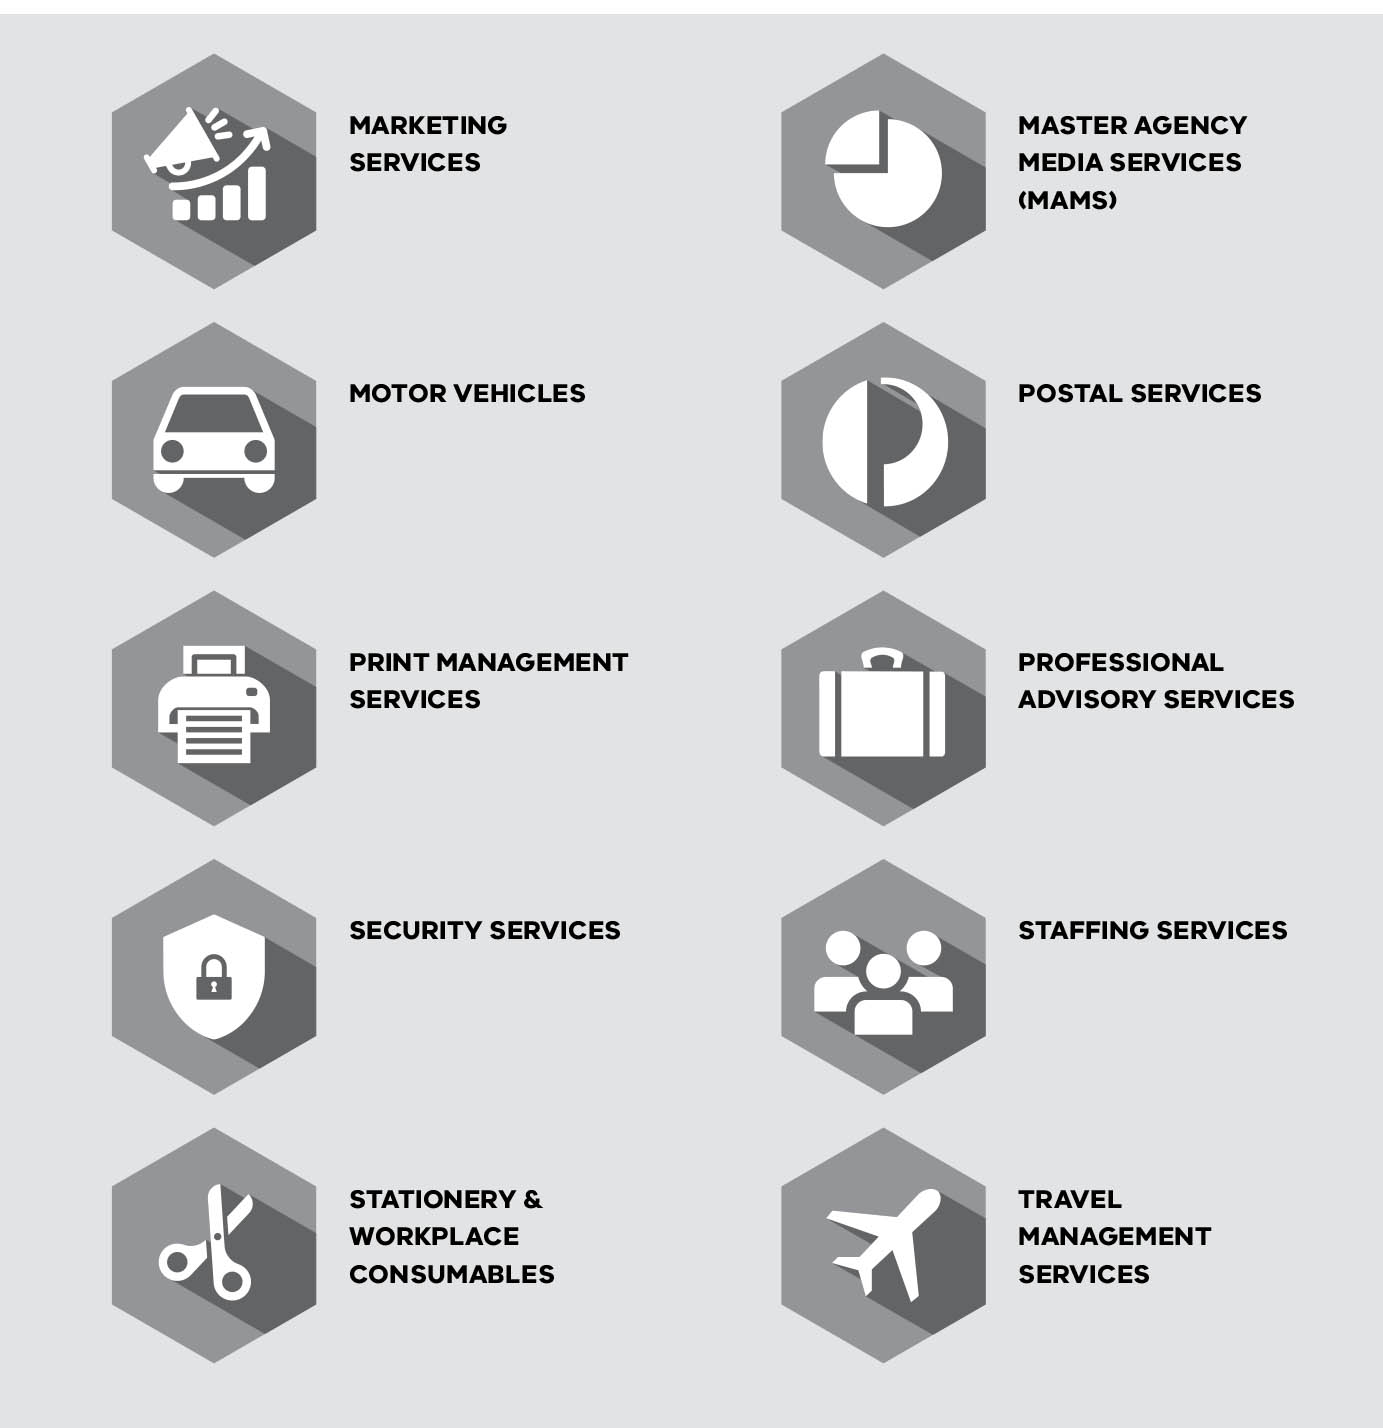 MARKETING
SERVICES
MASTER AGENCY
MEDIA SERVICES
(MAMS)
MOTOR VEHICLES
POSTAL SERVICES
PRINT MANAGEMENT
SERVICES
PROFESSIONAL
ADVISORY SERVICES
SECURITY SERVICES
STAFFING SERVICES
STATIONERY &
WORKPLACE
CONSUMABLES
TRAVEL
MANAGEMENT
SERVICES